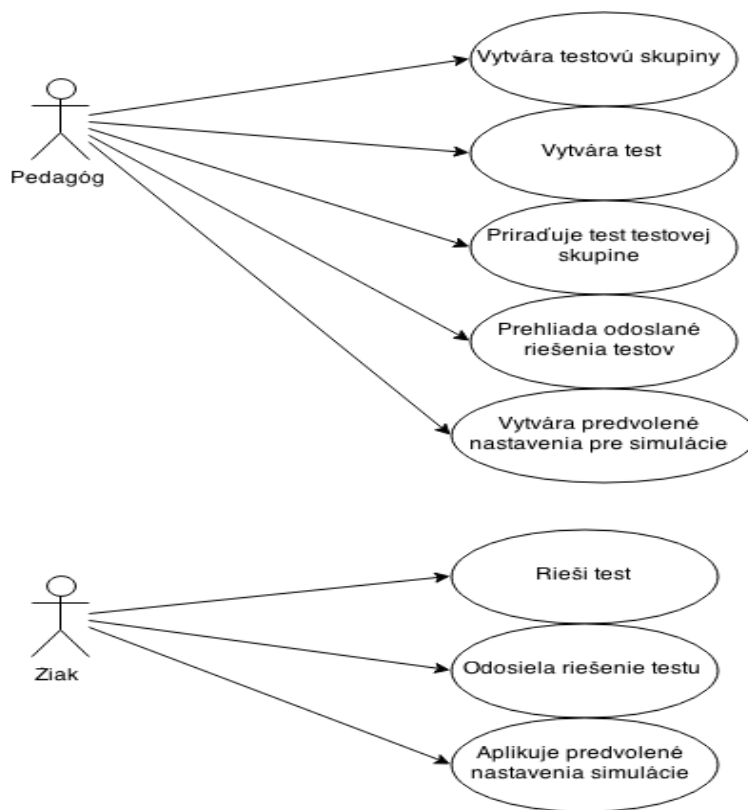 Vytvára testovú skupiny
Vytvára test
Pedagóg
Priraďuje test testovej
skupine
Prehliada odoslané
riešenia testov
Vytvára predvolené
nastavenia pre simulácie
Rieši test
Odosiela riešenie testu
Ziak
Aplikuje predvolené
nastavenia simulácie